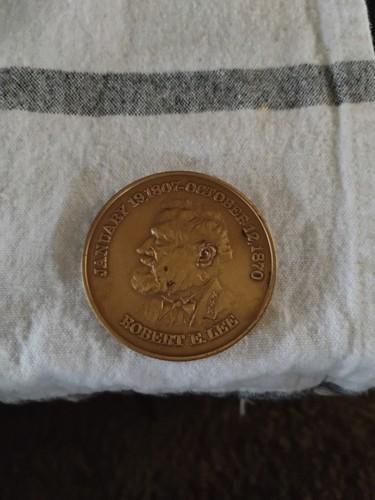 JANUARY 19, 1807-OCTOBER 12, 1870
ROBERT E. LEE